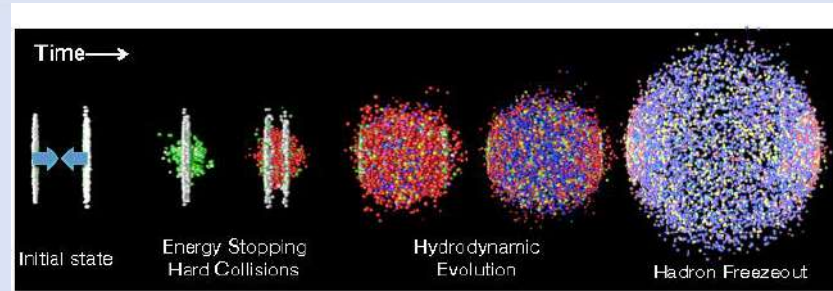 Time
Initial state
Energy Stopping
Hard Collisions
Hydrodynamic
Evolution
Hadron Freezeout